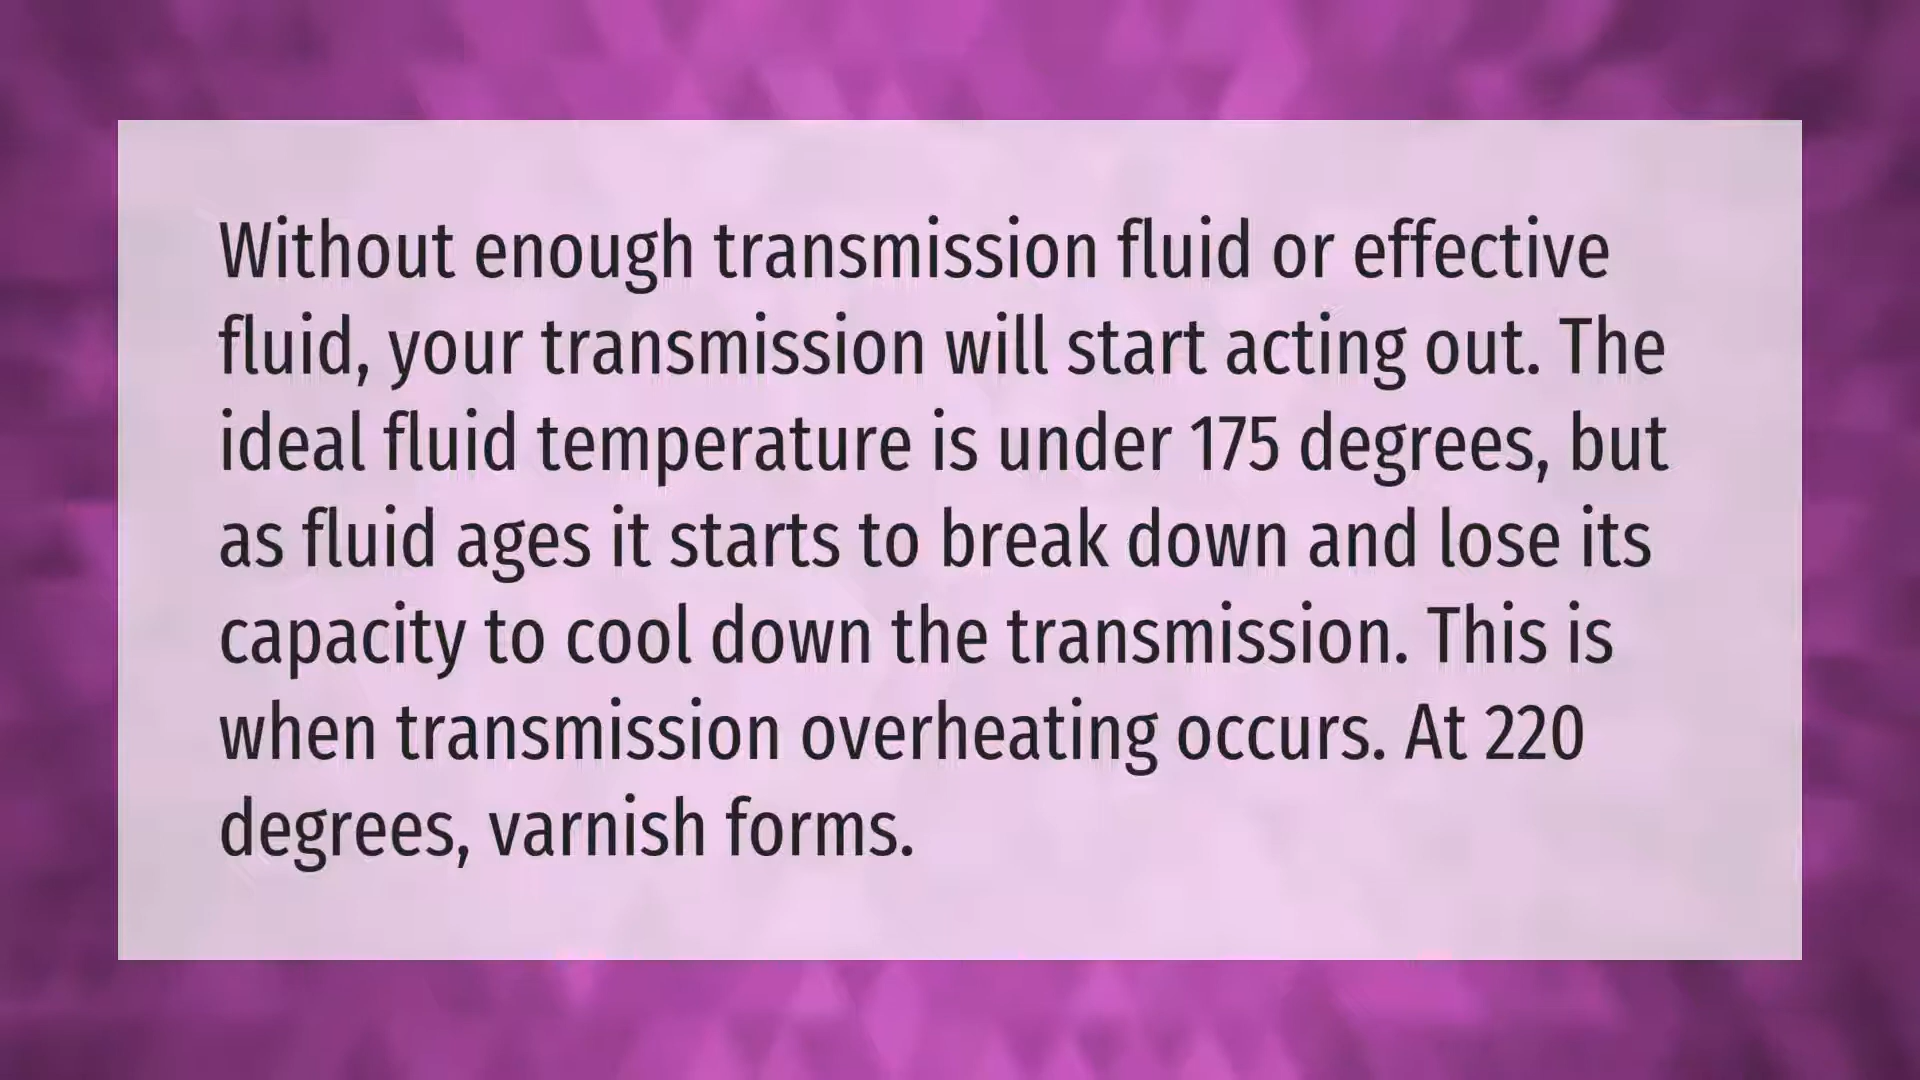 Without enough transmission fluid or effective
fluid, your transmission will start acting out. The
ideal fluid temperature is under 175 degrees, but
as fluid ages it starts to break down and lose its
capacity to cool down the transmission. This is
when transmission overheating occurs. At 220
degrees, varnish forms.